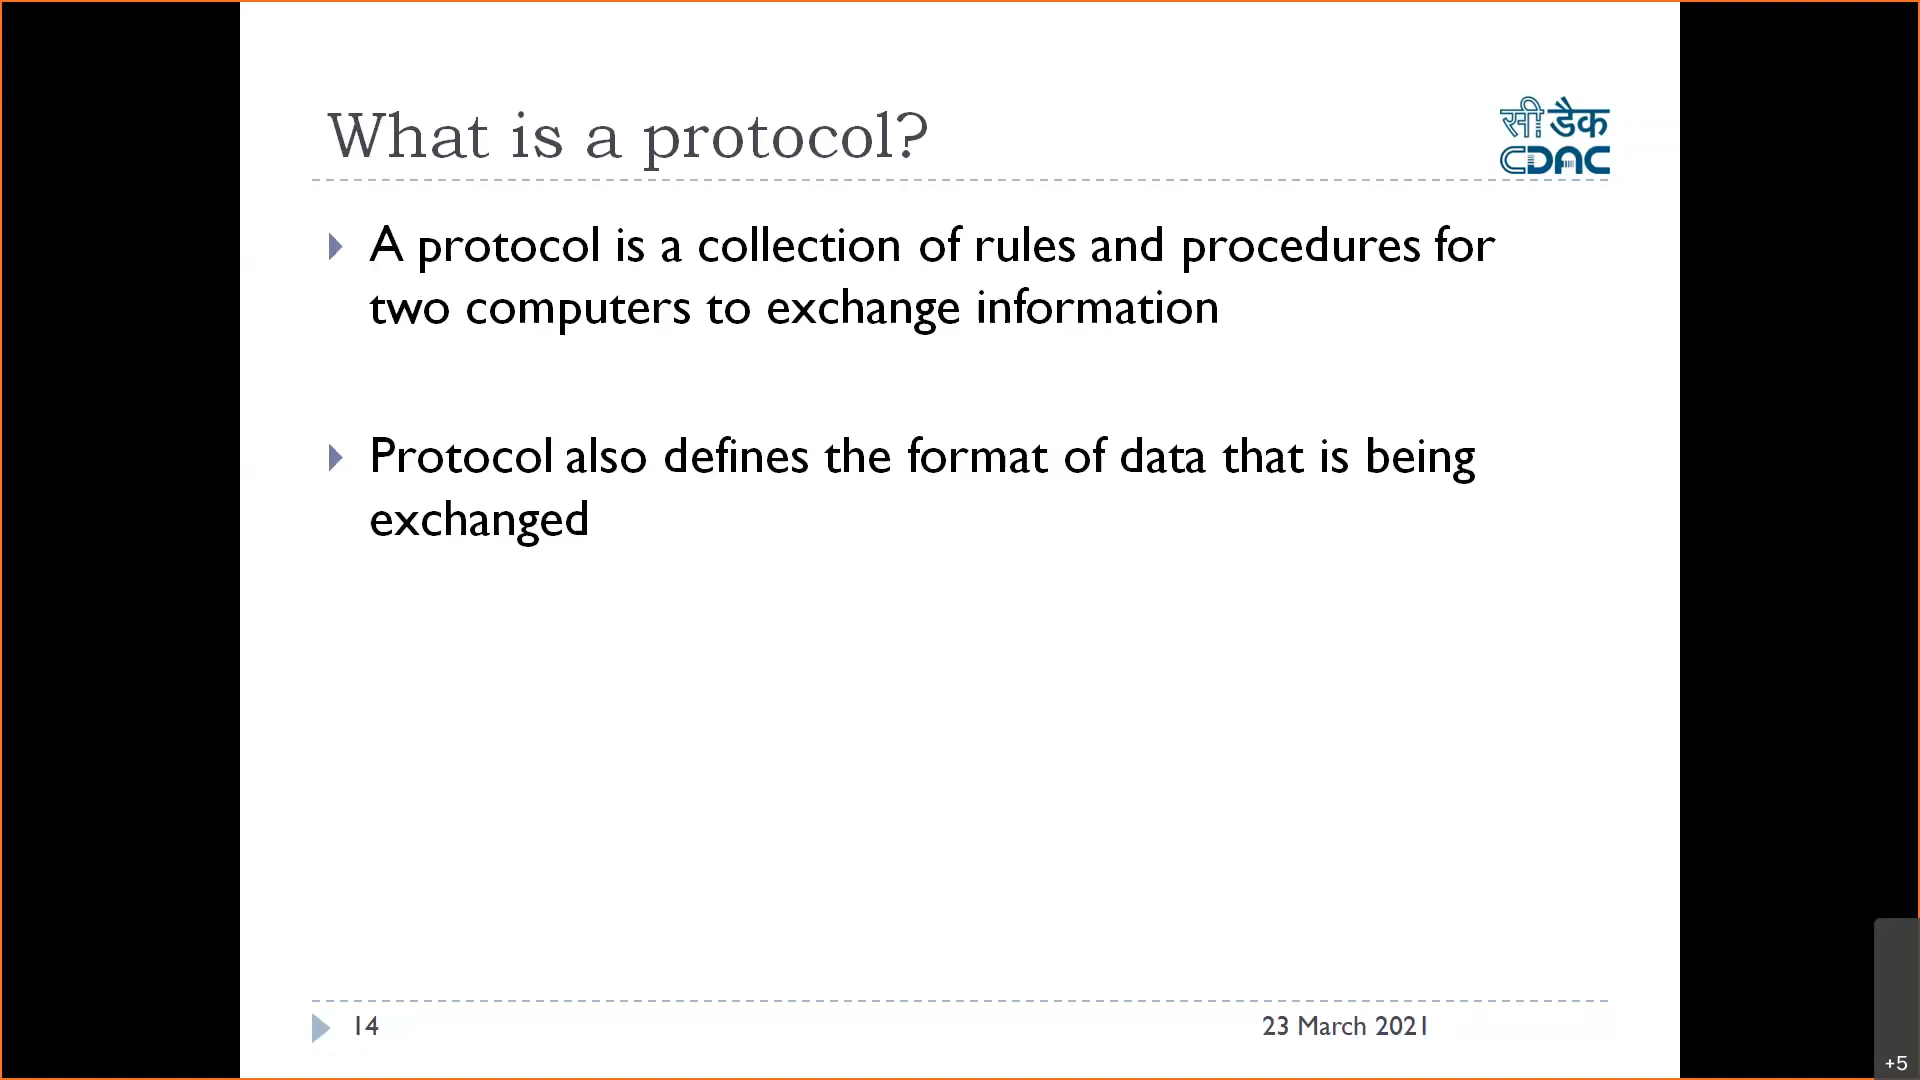 What is a protocol?
सी डैक
CDAC
A protocol is a collection of rules and procedures for
two computers to exchange information
Protocol also defines the format of data that is being
exchanged
14
23 March 2021
+5